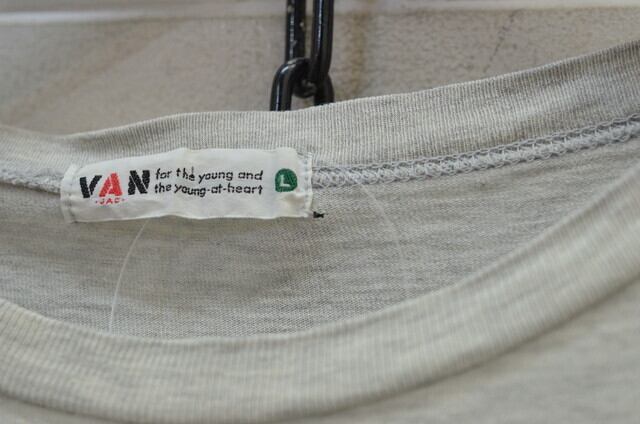 VAN
-JAC-
for the young and
the young-at-heart
L